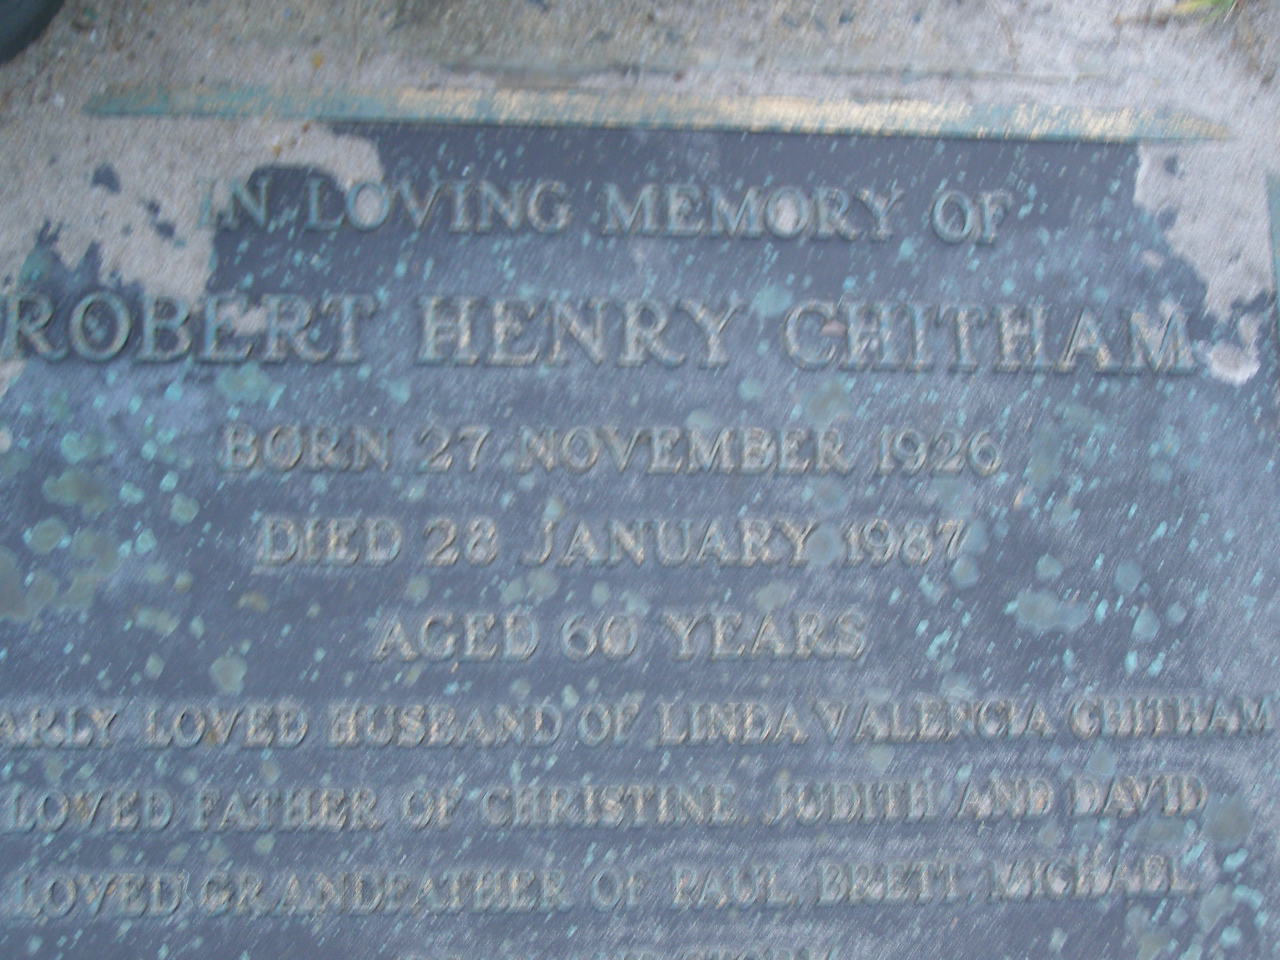 IN LOVING MEMORY OF
ROBERT HENRY CHITHAM
BORN 27 NOVEMBER 1926
DIED 28 JANUARY 1987
AGED 60 YEARS
ARLY LOVED HUSBAND OF LINDA VALENCIA CHITHAM
LOVED FATHER OF CHRISTINE, JUDITH AND DAVID
LOVED GRANDFATHER OF PAUL, BRETT, MICHAEL